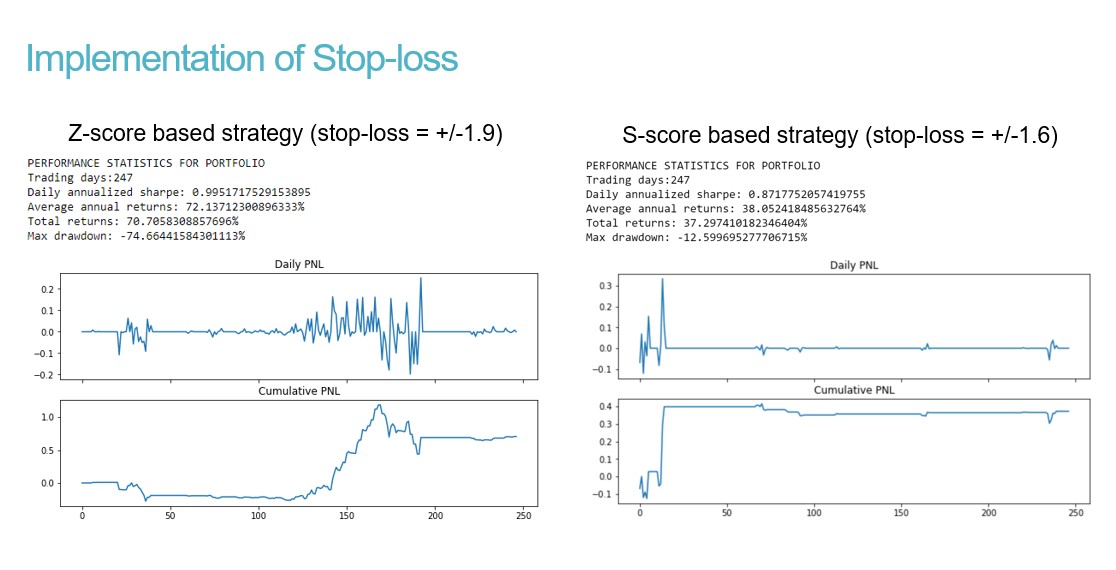 Implementation of Stop-loss
Z-score based strategy (stop-loss = +/-1.9)
PERFORMANCE STATISTICS FOR PORTFOLIO
Trading days:247
Daily annualized sharpe: 0.9951717529153895
Average annual returns: 72.13712300896333%
Total returns: 70.7058308857696%
Max drawdown: -74.66441584301113%
Daily PNL
0.2
0.1
0.0
−0.1
−0.2
Cumulative PNL
1.0
0.5
0.0
0 50 100 150 200 250
S-score based strategy (stop-loss = +/-1.6)
PERFORMANCE STATISTICS FOR PORTFOLIO
Trading days:247
Daily annualized sharpe: 0.8717752057419755
Average annual returns: 38.052418485632764%
Total returns: 37.297410182346404%
Max drawdown: -12.599695277706715%
Daily PNL
0.3
0.2
0.1
0.0
−0.1
Cumulative PNL
0.4
0.3
0.2
0.1
0.0
−0.1
0 50 100 150 200 250